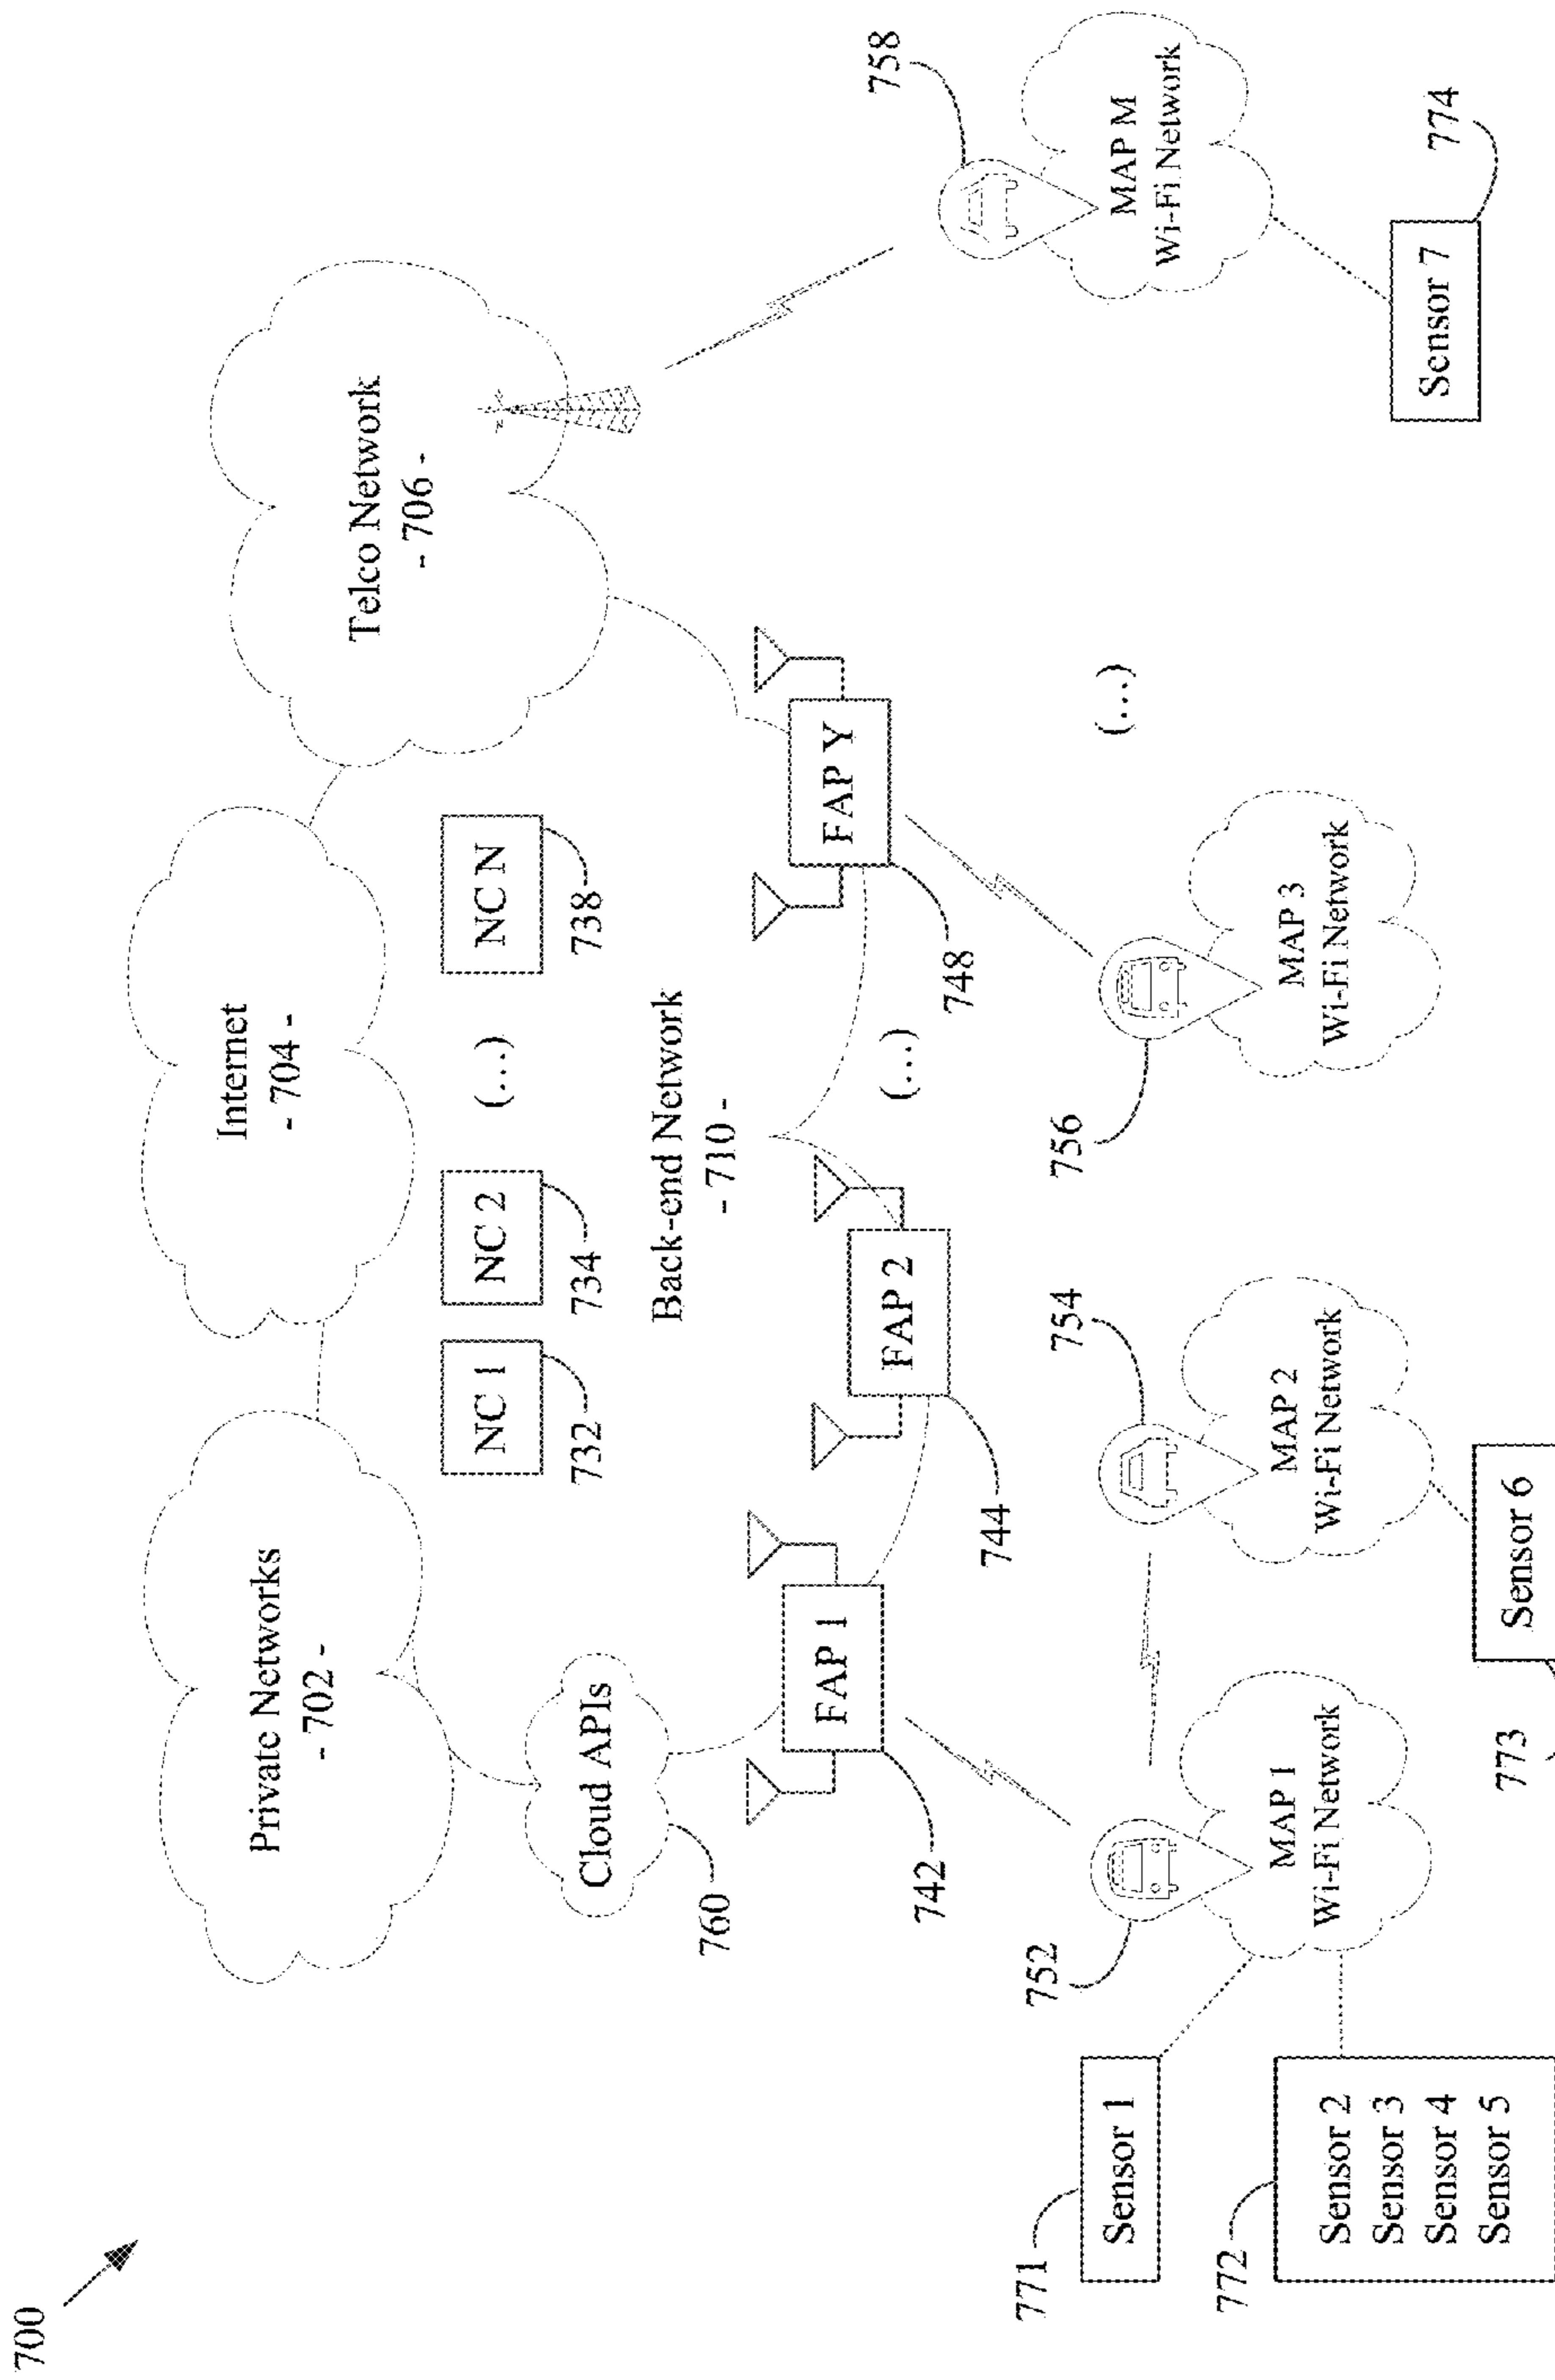 700
Private Networks
- 702 -
Internet
- 704 -
Telco Network
- 706 -
Cloud APIs
760
NC 1
732
NC 2
734
(...)
NC N
738
Back-end Network
- 710 -
FAP 1
742
FAP 2
744
(...)
FAP Y
748
752
MAP 1
Wi-Fi Network
754
MAP 2
Wi-Fi Network
756
MAP 3
Wi-Fi Network
(...)
758
MAP M
Wi-Fi Network
771
Sensor 1
772
Sensor 2
Sensor 3
Sensor 4
Sensor 5
773
Sensor 6
Sensor 7
774